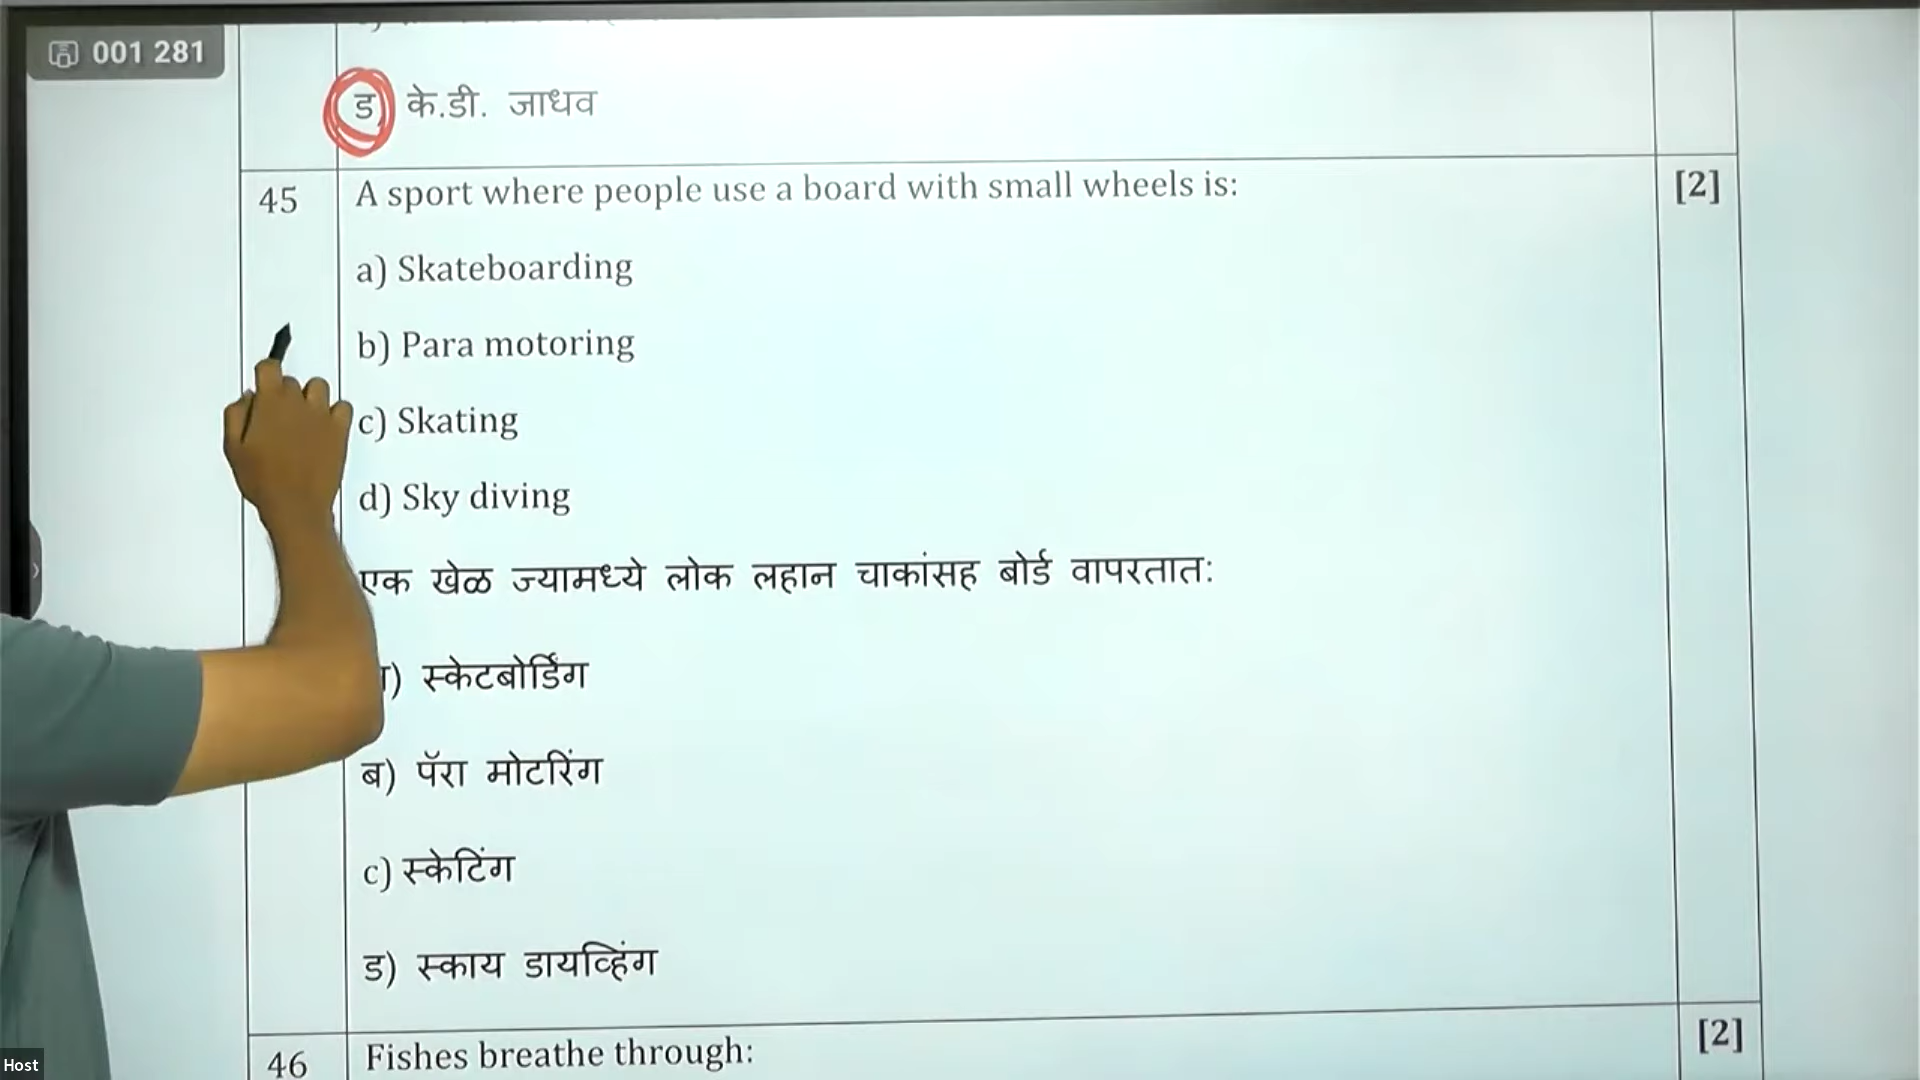 001 281
ड) के.डी. जाधव
45 A sport where people use a board with small wheels is: [2]
a) Skateboarding
b) Para motoring
c) Skating
d) Sky diving
एक खेळ ज्यामध्ये लोक लहान चाकांसह बोर्ड वापरतात:
स्केटबोर्डिंग
ब) पॅरा मोटरिंग
c) स्केटिंग
ड) स्काय डायव्हिंग
46 Fishes breathe through: [2]
Host